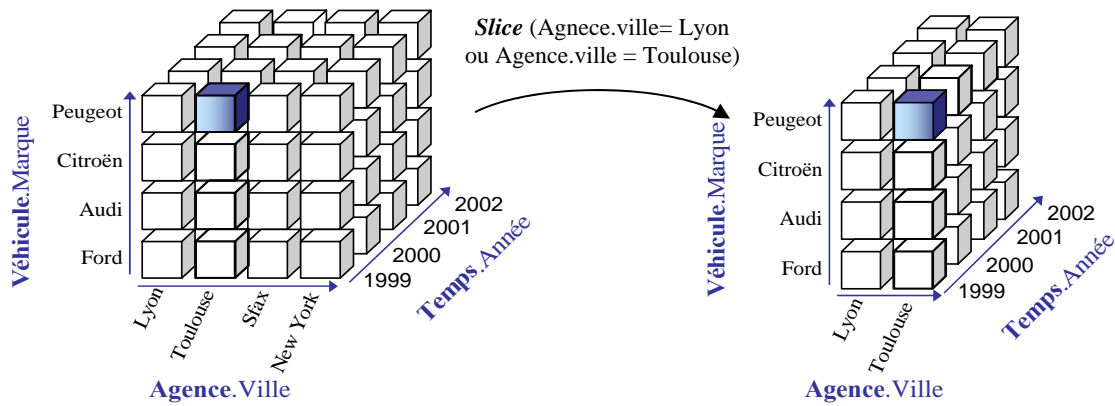 Slice (Agnece.ville= Lyon
ou Agence.ville = Toulouse)
Véhicule.Marque
Peugeot
Citroën
Audi
Ford
Lyon
Toulouse
Sfax
New York
Agence.Ville
1999
2000
2001
2002
Temps.Année
Véhicule.Marque
Peugeot
Citroën
Audi
Ford
Lyon
Toulouse
Agence.Ville
1999
2000
2001
2002
Temps.Année